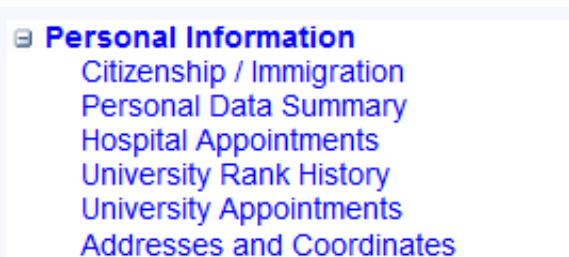 Personal Information
Citizenship / Immigration
Personal Data Summary
Hospital Appointments
University Rank History
University Appointments
Addresses and Coordinates